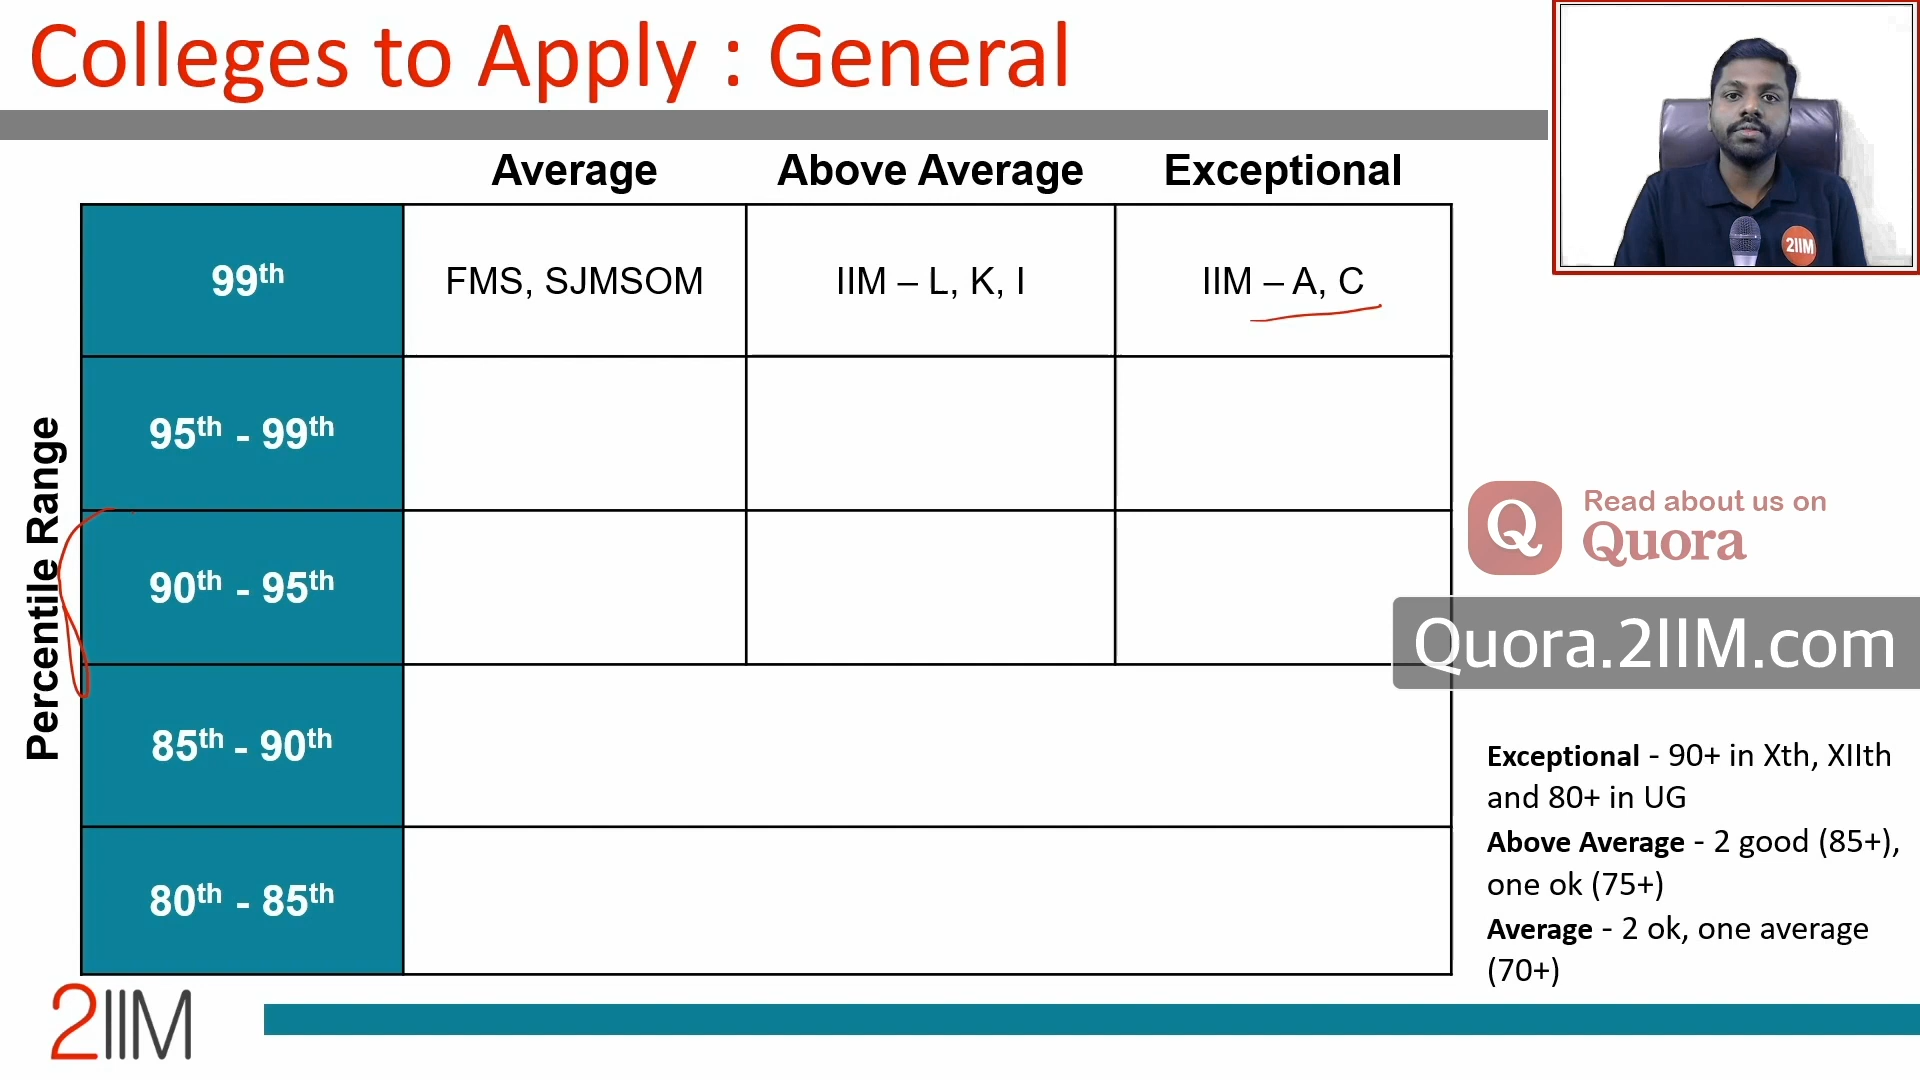 Colleges to Apply : General
2IIM
Average Above Average Exceptional
Percentile Range
99th FMS, SJMSOM IIM – L, K, I IIM – A, C
95th - 99th
90th - 95th
85th - 90th
80th - 85th
Q
Read about us on
Quora
Quora.2IIM.com
Exceptional - 90+ in Xth, XIIth
and 80+ in UG
Above Average - 2 good (85+),
one ok (75+)
Average - 2 ok, one average
(70+)
2IIM